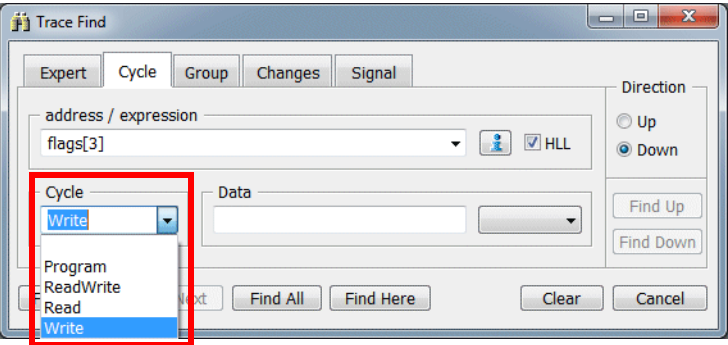 Trace Find
Expert Cycle Group Changes Signal
Direction
address / expression
Up
flags[3] HLL
Down
Cycle Data
Write
Find Up
Find Down
Program
ReadWrite
Read
Write
Find All Find Here Clear Cancel